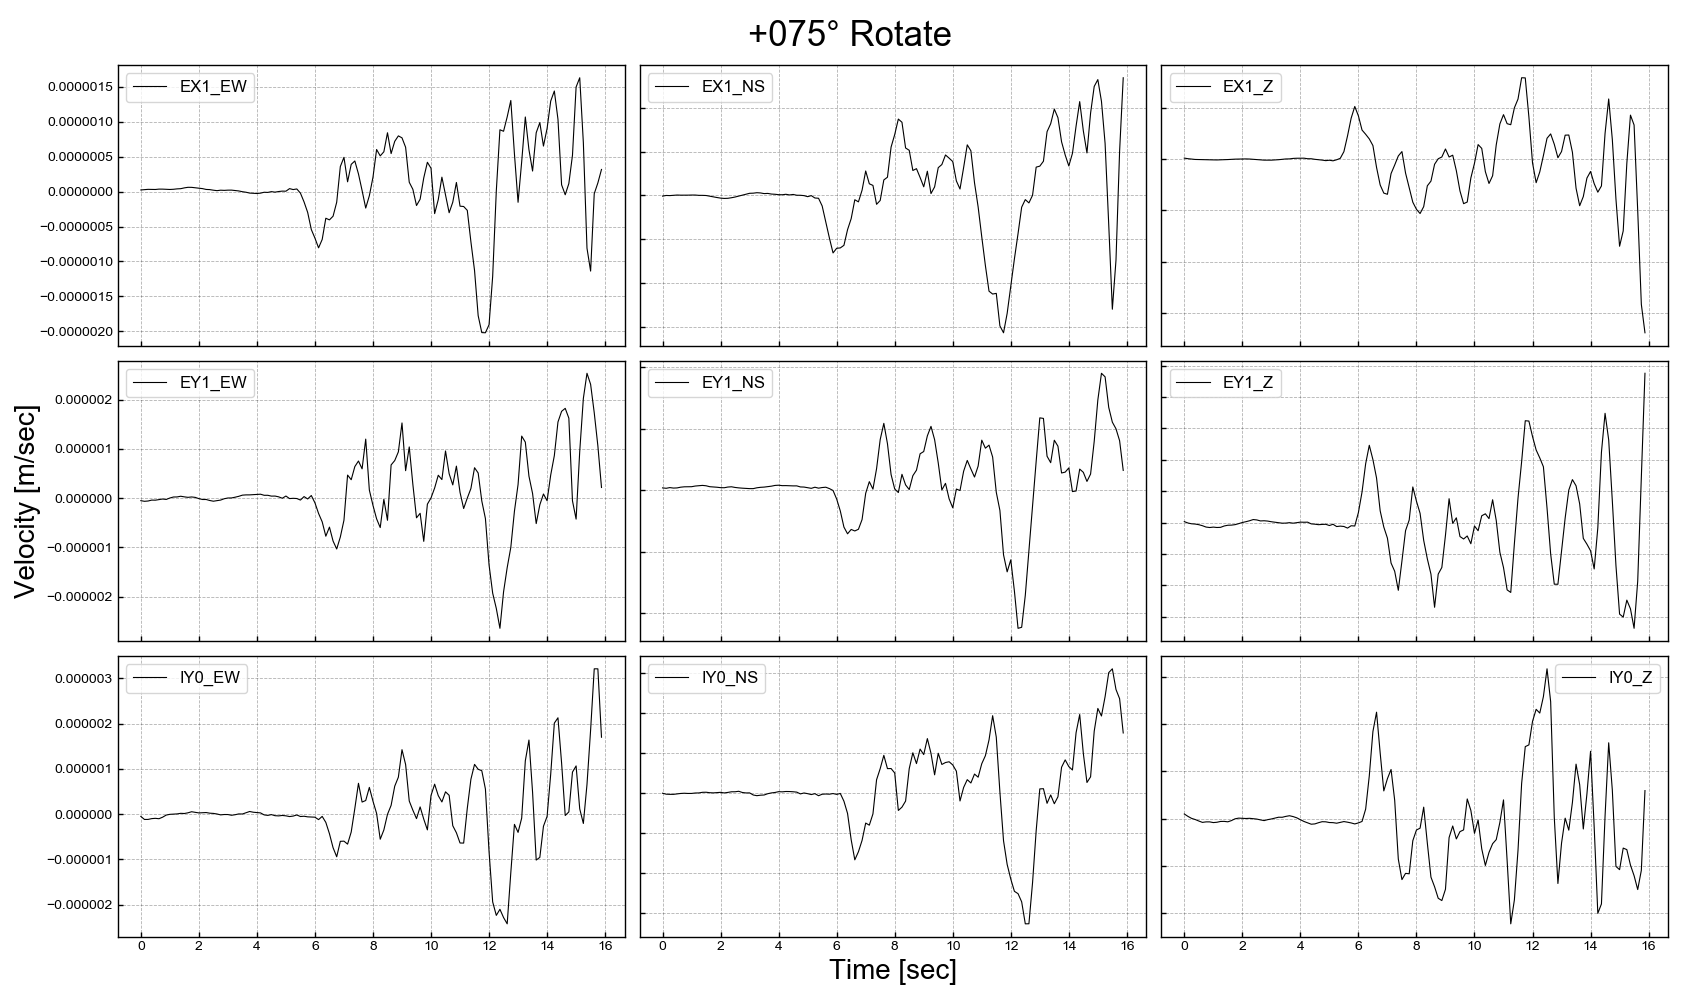 +075° Rotate
EX1_EW
EX1_NS
EX1_Z
0.0000015
0.0000010
0.0000005
0.0000000
−0.0000005
−0.0000010
−0.0000015
−0.0000020
EY1_EW
EY1_NS
EY1_Z
0.000002
0.000001
0.000000
−0.000001
−0.000002
Velocity [m/sec]
IY0_EW
IY0_NS
IY0_Z
0.000003
0.000002
0.000001
0.000000
−0.000001
−0.000002
0 2 4 6 8 10 12 14 16
0 2 4 6 8 10 12 14 16
0 2 4 6 8 10 12 14 16
Time [sec]